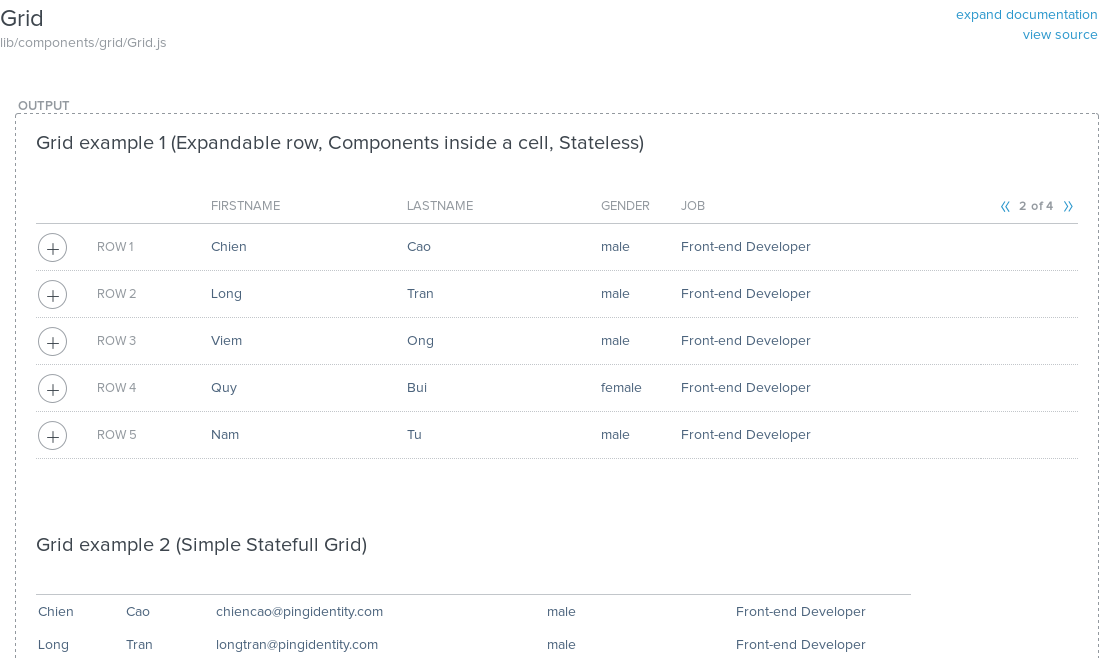 Grid
expand documentation
lib/components/grid/Grid.js
view source
OUTPUT
Grid example 1 (Expandable row, Components inside a cell, Stateless)
FIRSTNAME LASTNAME GENDER JOB « 2 of 4 »
+ ROW 1 Chien Cao male Front-end Developer
+ ROW 2 Long Tran male Front-end Developer
+ ROW 3 Viem Ong male Front-end Developer
+ ROW 4 Quy Bui female Front-end Developer
+ ROW 5 Nam Tu male Front-end Developer
Grid example 2 (Simple Statefull Grid)
Chien Cao chiencao@pingidentity.com male Front-end Developer
Long Tran longtran@pingidentity.com male Front-end Developer